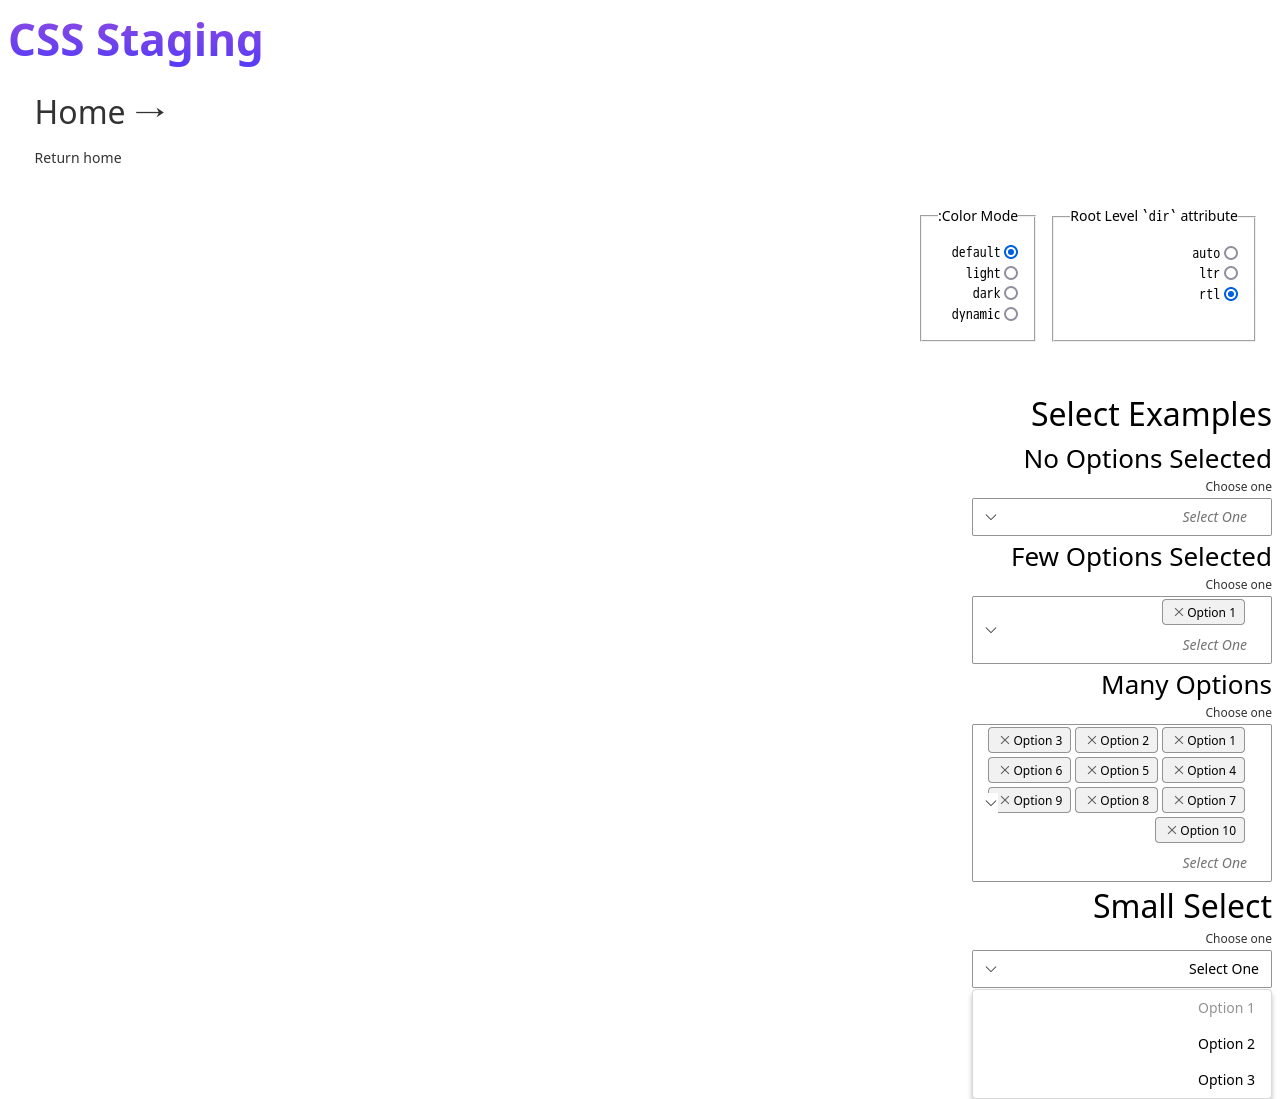 CSS Staging
Home →
Return home
Root Level `dir` attribute
auto
ltr
rtl
:Color Mode
default
light
dark
dynamic
Select Examples
No Options Selected
Choose one
Select One
Few Options Selected
Choose one
Option 1
Select One
Many Options
Choose one
Option 3 Option 2 Option 1
Option 6 Option 5 Option 4
Option 9 Option 8 Option 7
Option 10
Select One
Small Select
Choose one
Select One
Option 1
Option 2
Option 3